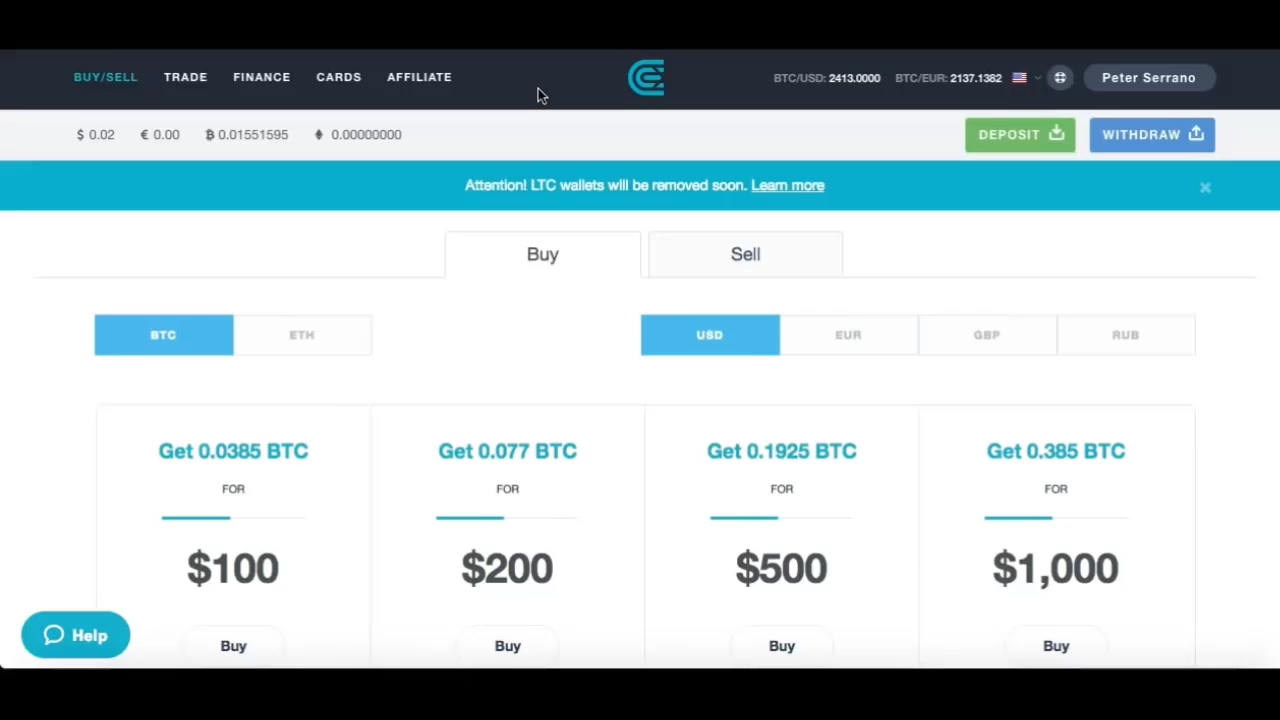 BUY/SELL TRADE FINANCE CARDS AFFILIATE BTC/USD: 2413.0000 BTC/EUR: 2137.1382 Peter Serrano
$ 0.02 € 0.00 ₿ 0.01551595 0.00000000 DEPOSIT WITHDRAW
Attention! LTC wallets will be removed soon. Learn more ×
Buy Sell
BTC ETH USD EUR GBP RUB
Get 0.0385 BTC Get 0.077 BTC Get 0.1925 BTC Get 0.385 BTC
FOR FOR FOR FOR
$100 $200 $500 $1,000
Help Buy Buy Buy Buy